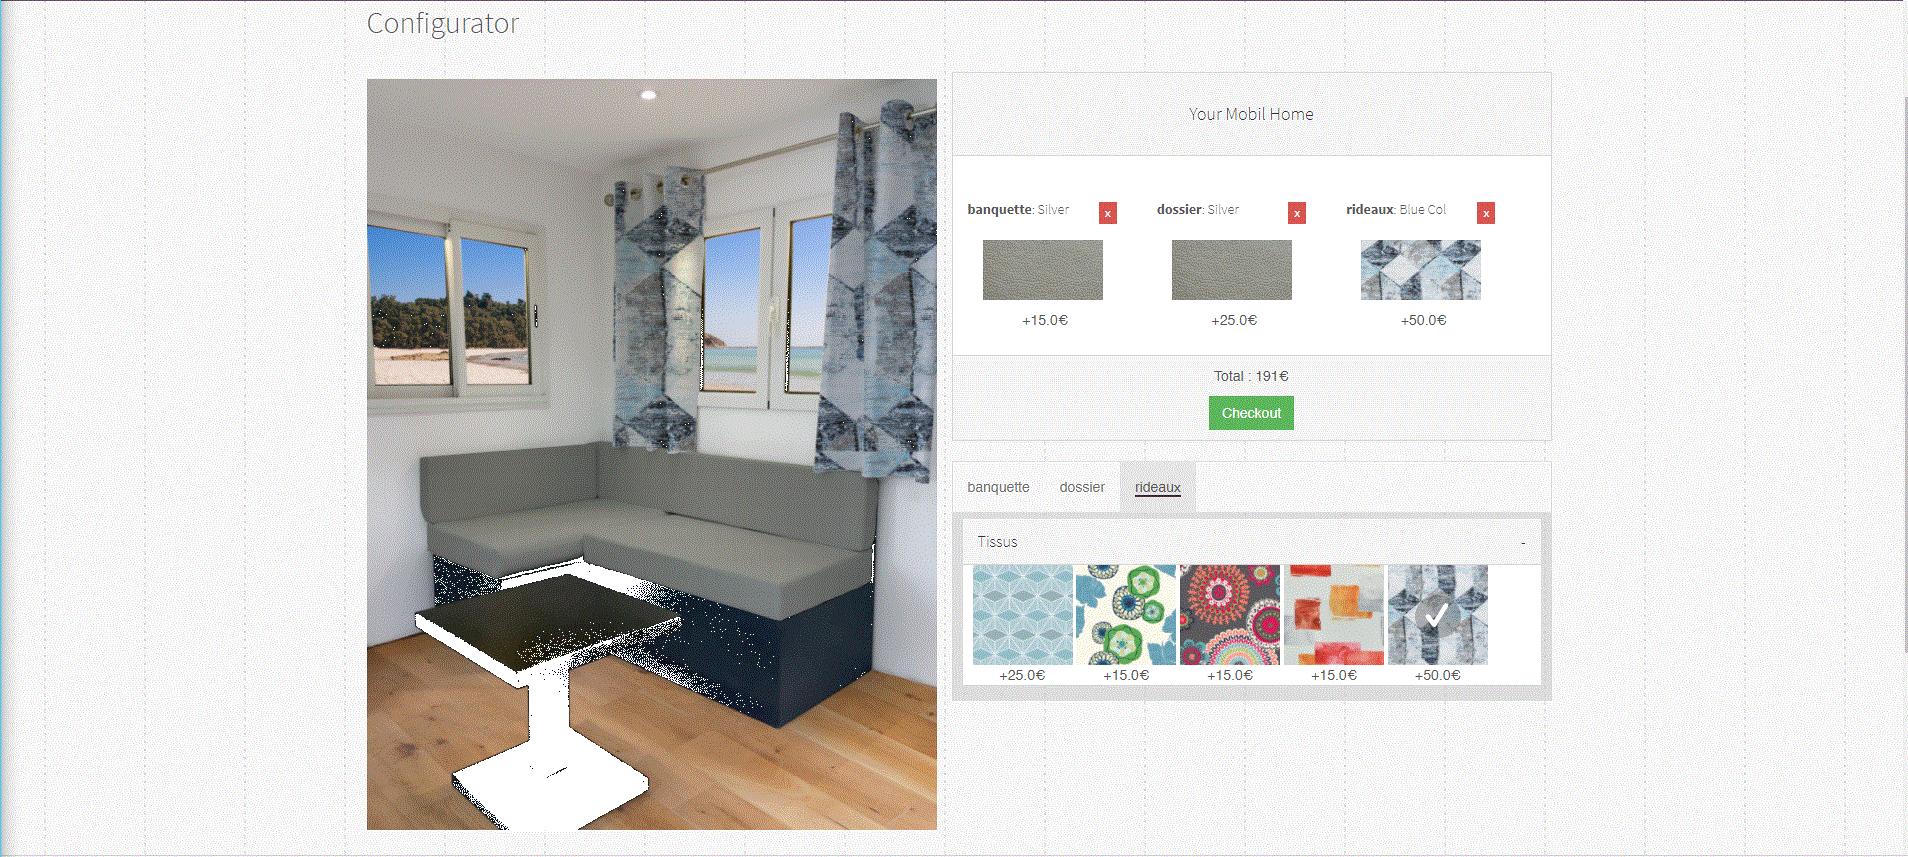 Configurator
Your Mobil Home
banquette: Silver x dossier: Silver x rideaux: Blue Col x
+15.0€ +25.0€ +50.0€
Total : 191€
Checkout
banquette dossier rideaux
Tissus -
+25.0€ +15.0€ +15.0€ +15.0€ +50.0€